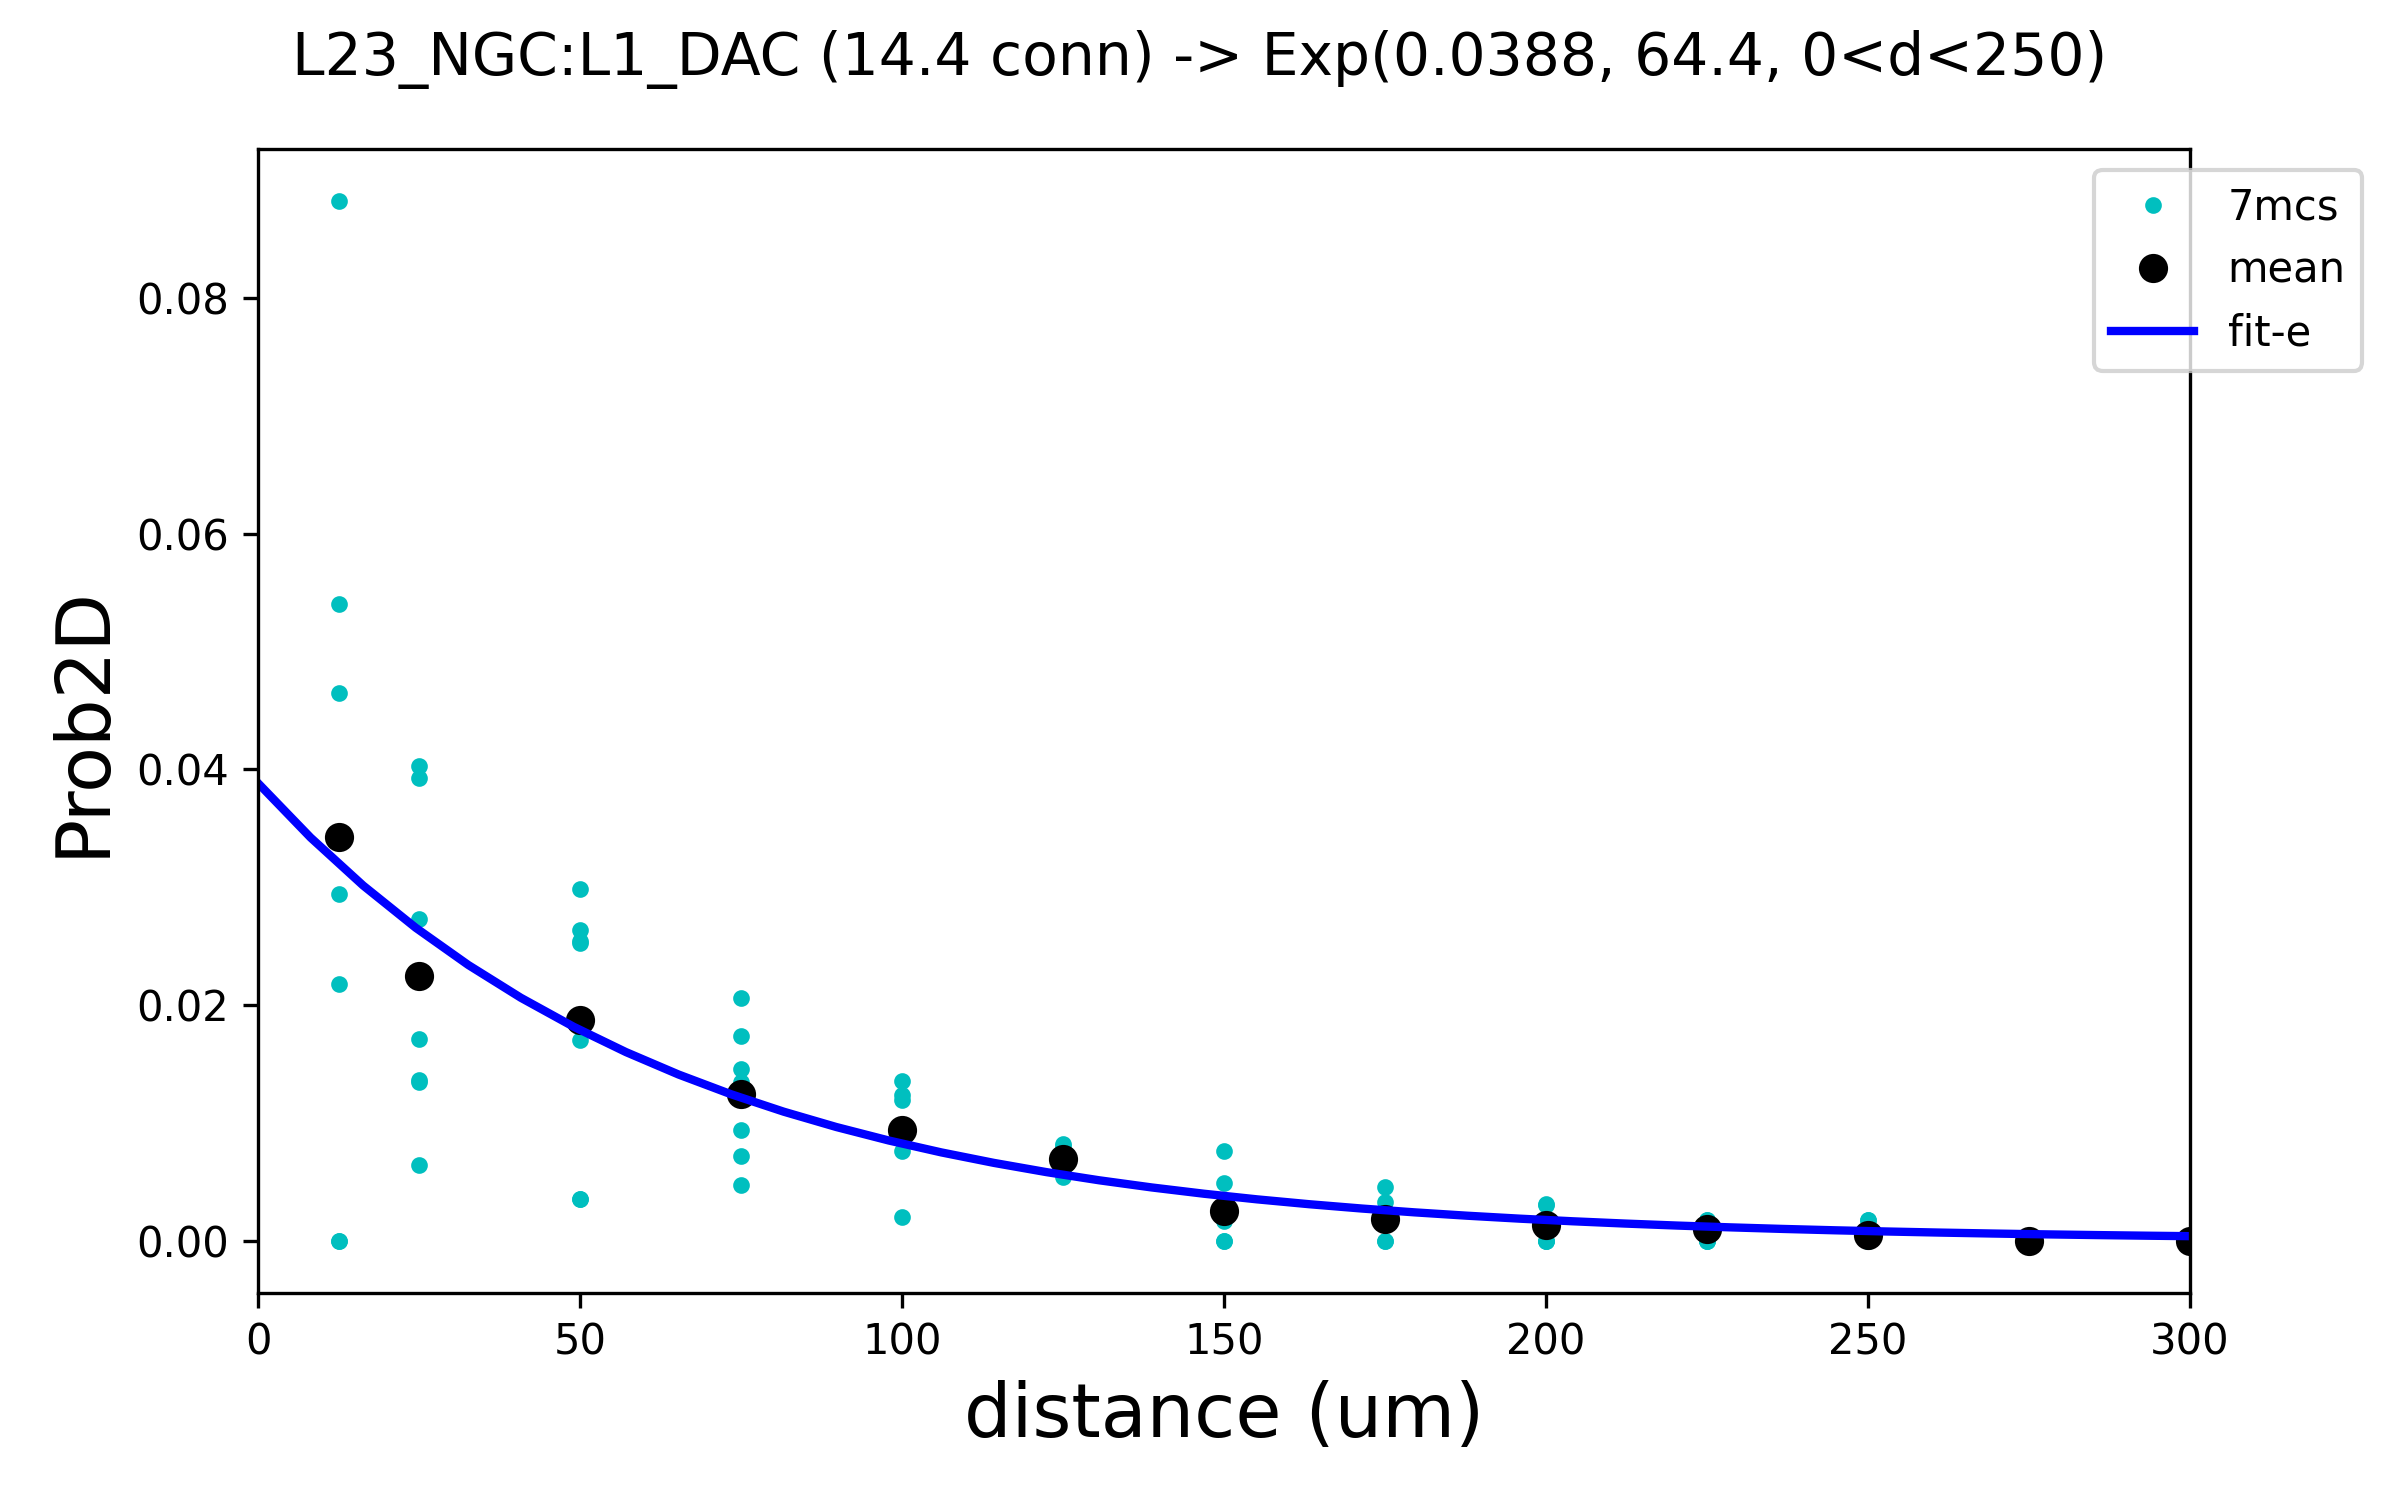 L23_NGC:L1_DAC (14.4 conn) -> Exp(0.0388, 64.4, 0<d<250)
7mcs
mean
fit-e
Prob2D
0.08
0.06
0.04
0.02
0.00
0 50 100 150 200 250 300
distance (um)